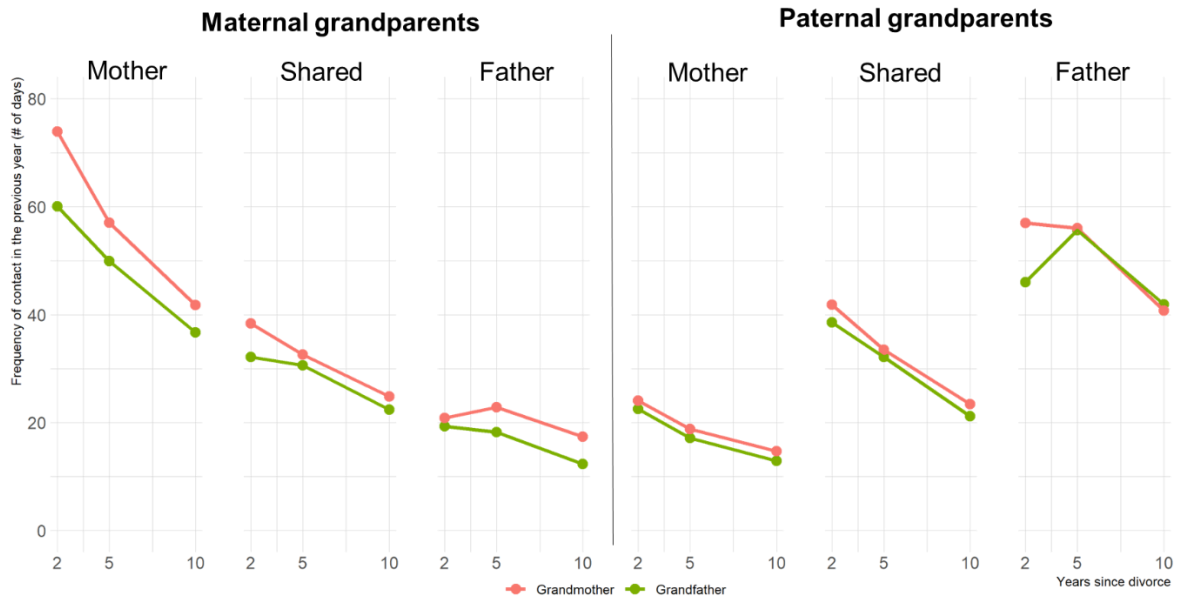 Maternal grandparents
Paternal grandparents
Mother
Shared
Father
Mother
Shared
Father
Frequency of contact in the previous year (# of days)
80
60
40
20
0
2 5 10
2 5 10
2 5 10
2 5 10
2 5 10
2 5 10
Years since divorce
Grandmother Grandfather